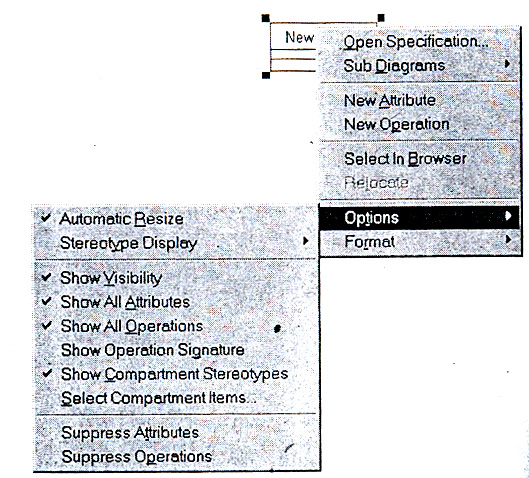 New
Open Specification...
Sub Diagrams
New Attribute
New Operation
Select In Browser
Relocate
Options
Format
Automatic Resize
Stereotype Display
Show Visibility
Show All Attributes
Show All Operations
Show Operation Signature
Show Compartment Stereotypes
Select Compartment Items...
Suppress Attributes
Suppress Operations